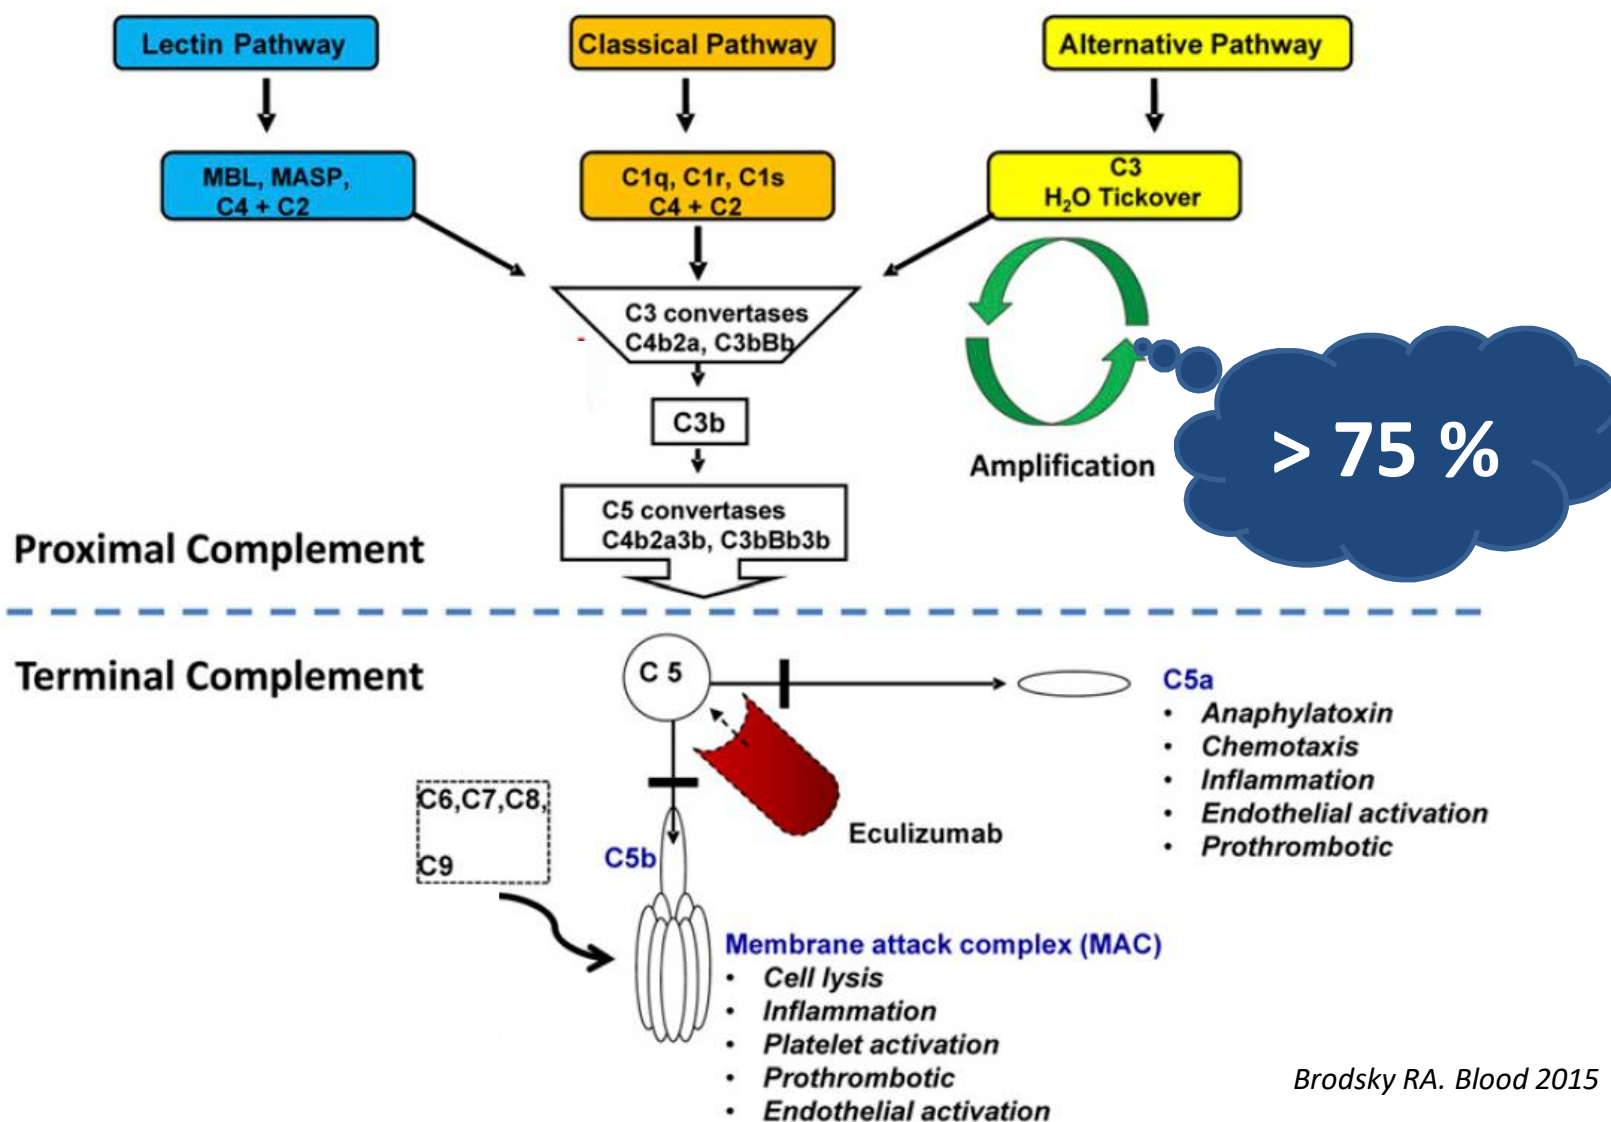 Lectin Pathway
Classical Pathway
Alternative Pathway
MBL, MASP,
C4 + C2
C1q, C1r, C1s
C4 + C2
C3
H₂O Tickover
C3 convertases
C4b2a, C3bBb
C3b
Amplification
> 75 %
C5 convertases
C4b2a3b, C3bBb3b
Proximal Complement
Terminal Complement
C 5
C5a
• Anaphylatoxin
• Chemotaxis
• Inflammation
• Endothelial activation
• Prothrombotic
Eculizumab
C6,C7,C8,
C9
C5b
Membrane attack complex (MAC)
• Cell lysis
• Inflammation
• Platelet activation
• Prothrombotic
• Endothelial activation
Brodsky RA. Blood 2015